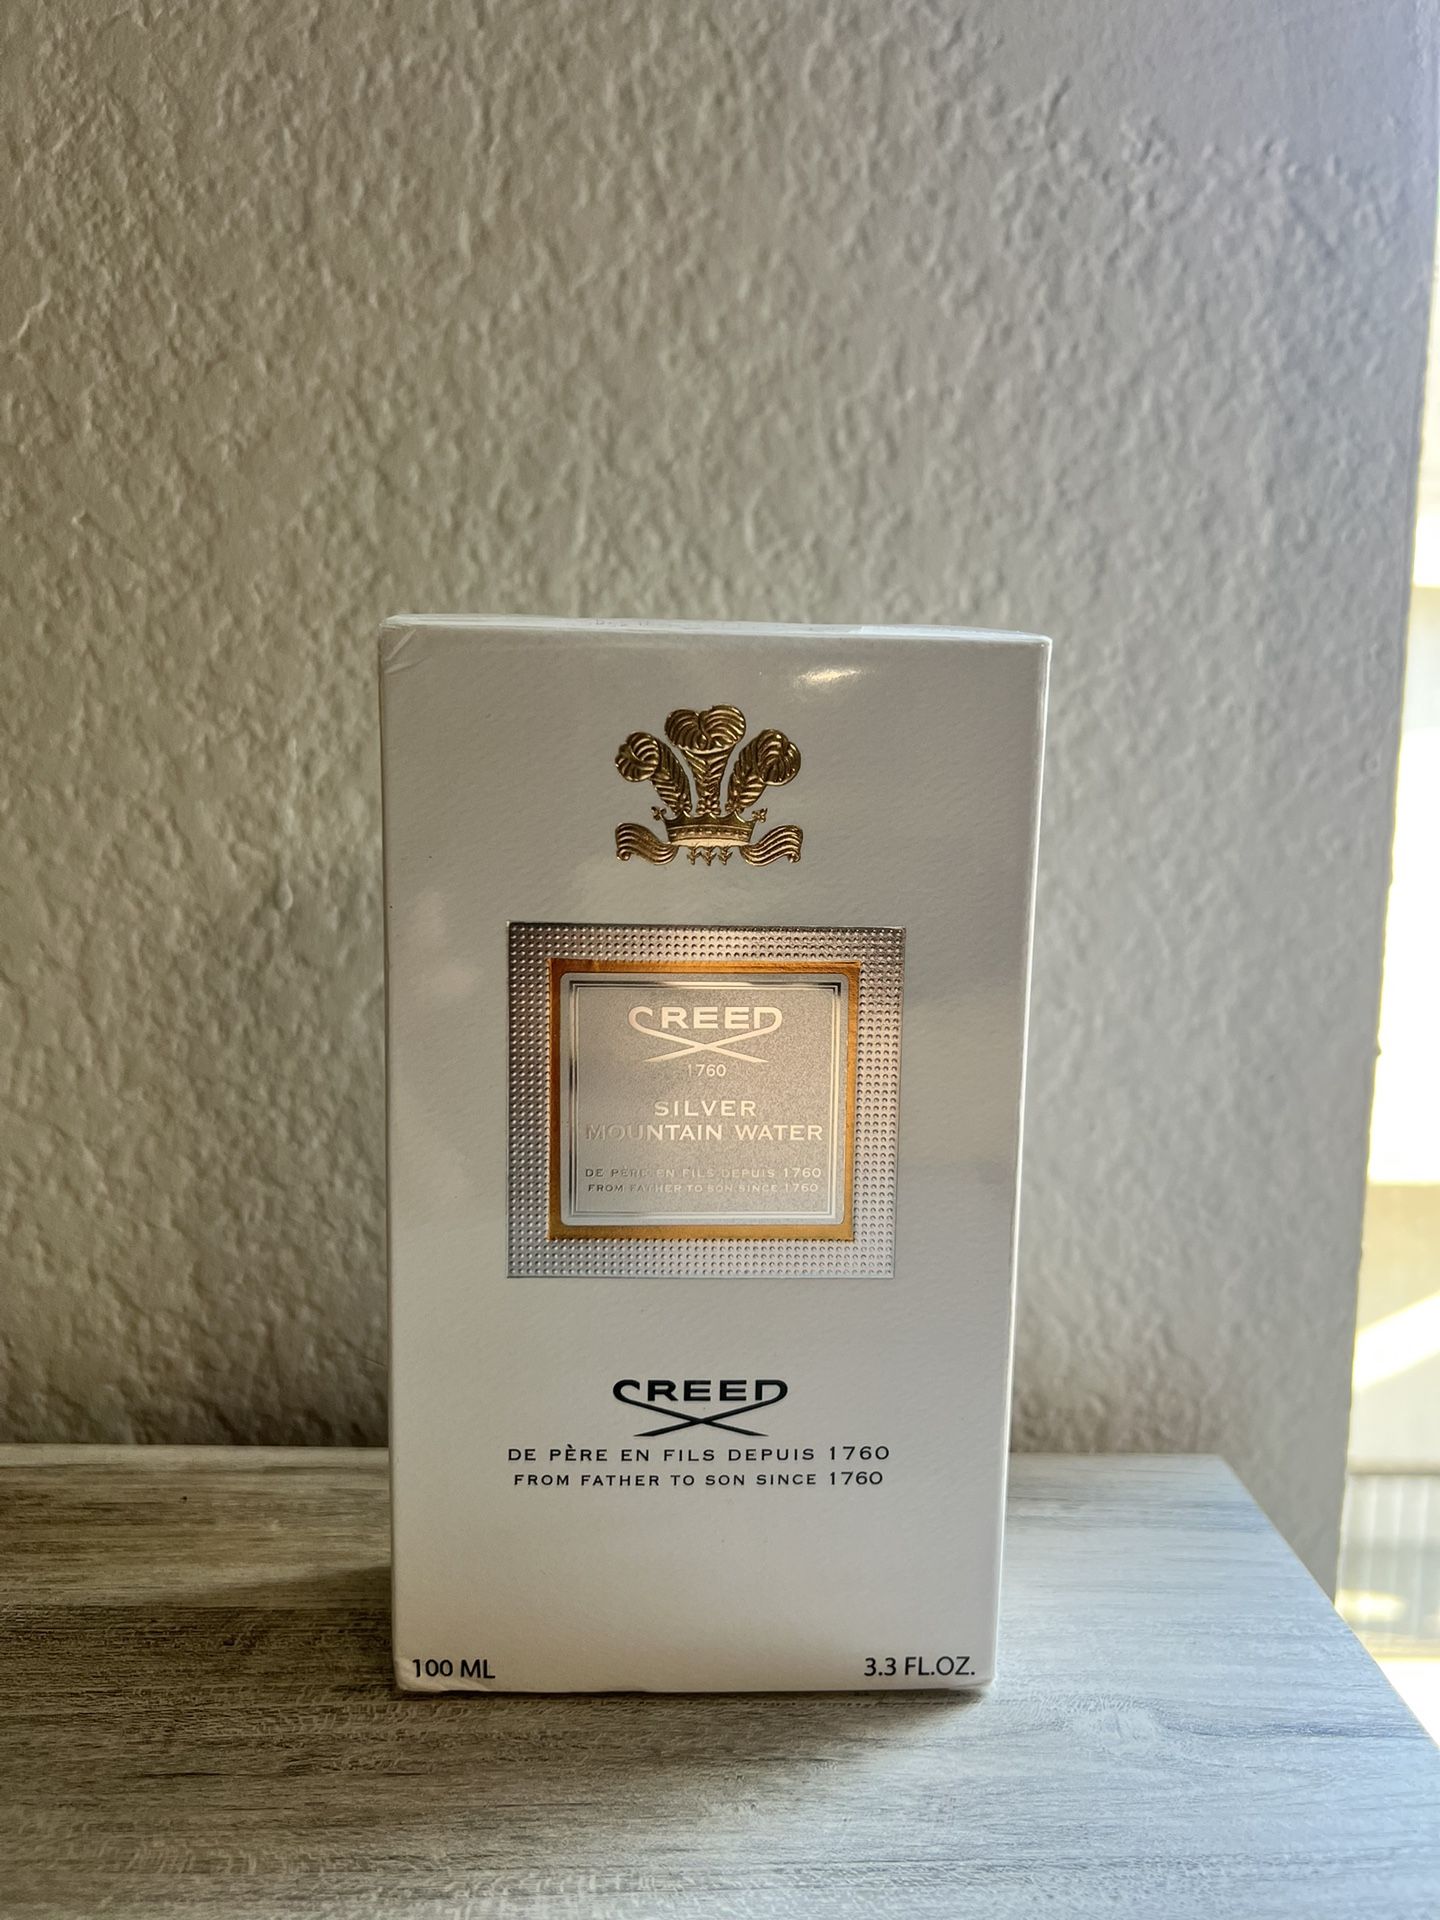 CREED
1760
SILVER
MOUNTAIN WATER
DE PÈRE EN FILS DEPUIS 1760
FROM FATHER TO SON SINCE 1760
CREED
DE PÈRE EN FILS DEPUIS 1760
FROM FATHER TO SON SINCE 1760
100 ML 3.3 FL.OZ.